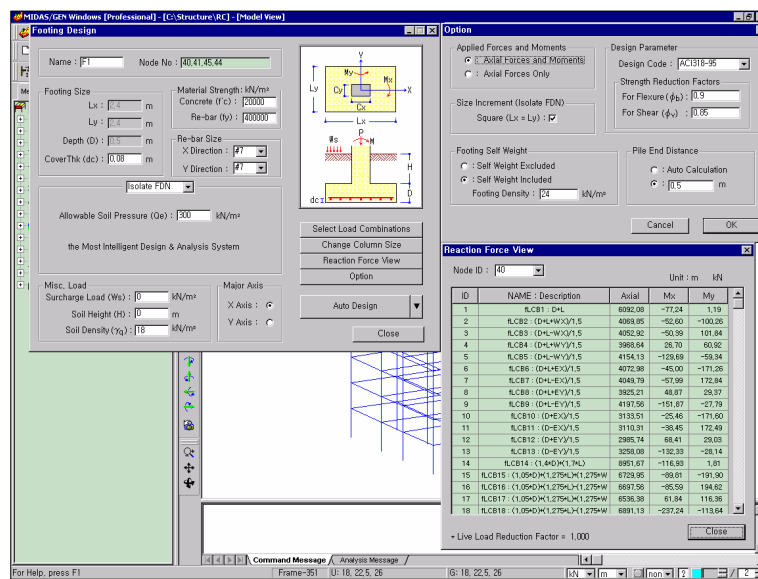 MIDAS/GEN Windows [Professional] - [C:\Structure\RC] - [Model View]
Footing Design
Name : F1 Node No : 40,41,45,44
Footing Size
Lx : 2,4 m
Ly : 2,4 m
Depth (D) : 0,5 m
CoverThk (dc) : 0,08 m
Material Strength: kN/m²
Concrete (f'c) : 20000
Re-bar (fy) : 400000
Re-bar Size
X Direction : #7
Y Direction : #7
Isolate FDN
Allowable Soil Pressure (Qe) : 300 kN/m²
the Most Intelligent Design & Analysis System
Misc, Load
Surcharge Load (Ws) : 0 kN/m²
Soil Height (H) : 0 m
Soil Density (γq) : 18 kN/m³
Major Axis
X Axis :
Y Axis :
Y
My
Mx
Ly
Cy
X
Cx
Lx
P
Ws
M
H
D
dc
Select Load Combinations
Change Column Size
Reaction Force View
Option
Auto Design
Close
Option
Applied Forces and Moments
: Axial Forces and Moments
: Axial Forces Only
Size Increment (Isolate FDN)
Square (Lx = Ly) :
Footing Self Weight
: Self Weight Excluded
: Self Weight Included
Footing Density : 24 kN/m³
Design Parameter
Design Code : ACI318-95
Strength Reduction Factors
For Flexure (ϕb) : 0,9
For Shear (ϕv) : 0,85
Pile End Distance
: Auto Calculation
: 0,5 m
Cancel OK
Reaction Force View
Node ID : 40
Unit : m kN
ID NAME : Description Axial Mx My
1 fLCB1 : D+L 6092,08 -77,24 1,19
2 fLCB2 : (D+L+WX)/1,5 4069,85 -52,60 -100,26
3 fLCB3 : (D+L-WX)/1,5 4052,92 -50,39 101,84
4 fLCB4 : (D+L+WY)/1,5 3968,64 26,70 60,92
5 fLCB5 : (D+L-WY)/1,5 4154,13 -129,69 -59,34
6 fLCB6 : (D+L+EX)/1,5 4072,98 -45,00 -171,26
7 fLCB7 : (D+L-EX)/1,5 4049,79 -57,99 172,84
8 fLCB8 : (D+L+EY)/1,5 3925,21 48,87 29,37
9 fLCB9 : (D+L-EY)/1,5 4197,56 -151,87 -27,79
10 fLCB10 : (D+EX)/1,5 3133,51 -25,46 -171,60
11 fLCB11 : (D-EX)/1,5 3110,31 -38,45 172,49
12 fLCB12 : (D+EY)/1,5 2985,74 68,41 29,03
13 fLCB13 : (D-EY)/1,5 3258,08 -132,33 -28,14
14 fLCB14 : (1,4*D)+(1,7*L) 8951,67 -116,93 1,81
15 fLCB15 : (1,05*D)+(1,275*L)+(1,275*W 6729,95 -89,81 -191,90
16 fLCB16 : (1,05*D)+(1,275*L)+(1,275*W 6697,56 -85,59 194,62
17 fLCB17 : (1,05*D)+(1,275*L)+(1,275*W 6536,38 61,84 116,36
18 fLCB18 : (1,05*D)+(1,275*L)+(1,275*W 6891,13 -237,24 -113,64
* Live Load Reduction Factor = 1,000
Close
Command Message Analysis Message
For Help, press F1 Frame-351 U: 18, 22,5, 26 G: 18, 22,5, 26 kN m non ? 2